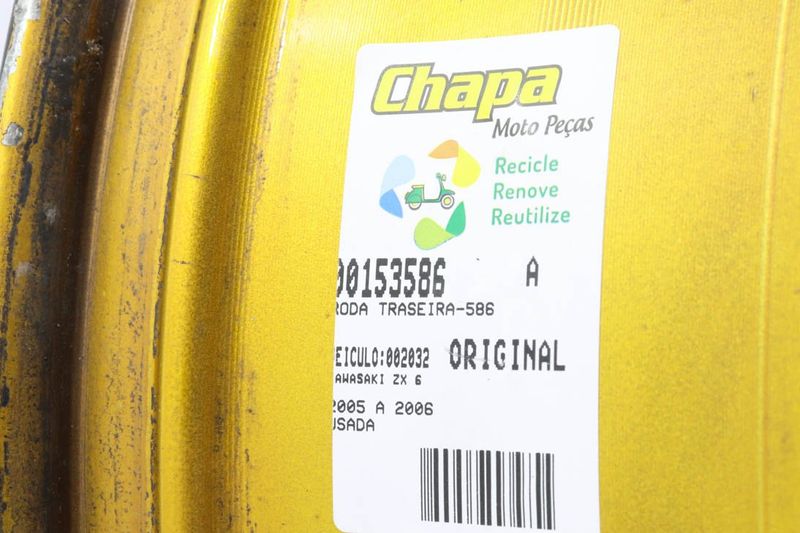 Chapa
Moto Peças
Recicle
Renove
Reutilize
00153586 A
RODA TRASEIRA-586
EICULO:002032 ORIGINAL
AWASAKI ZX 6
2005 A 2006
USADA